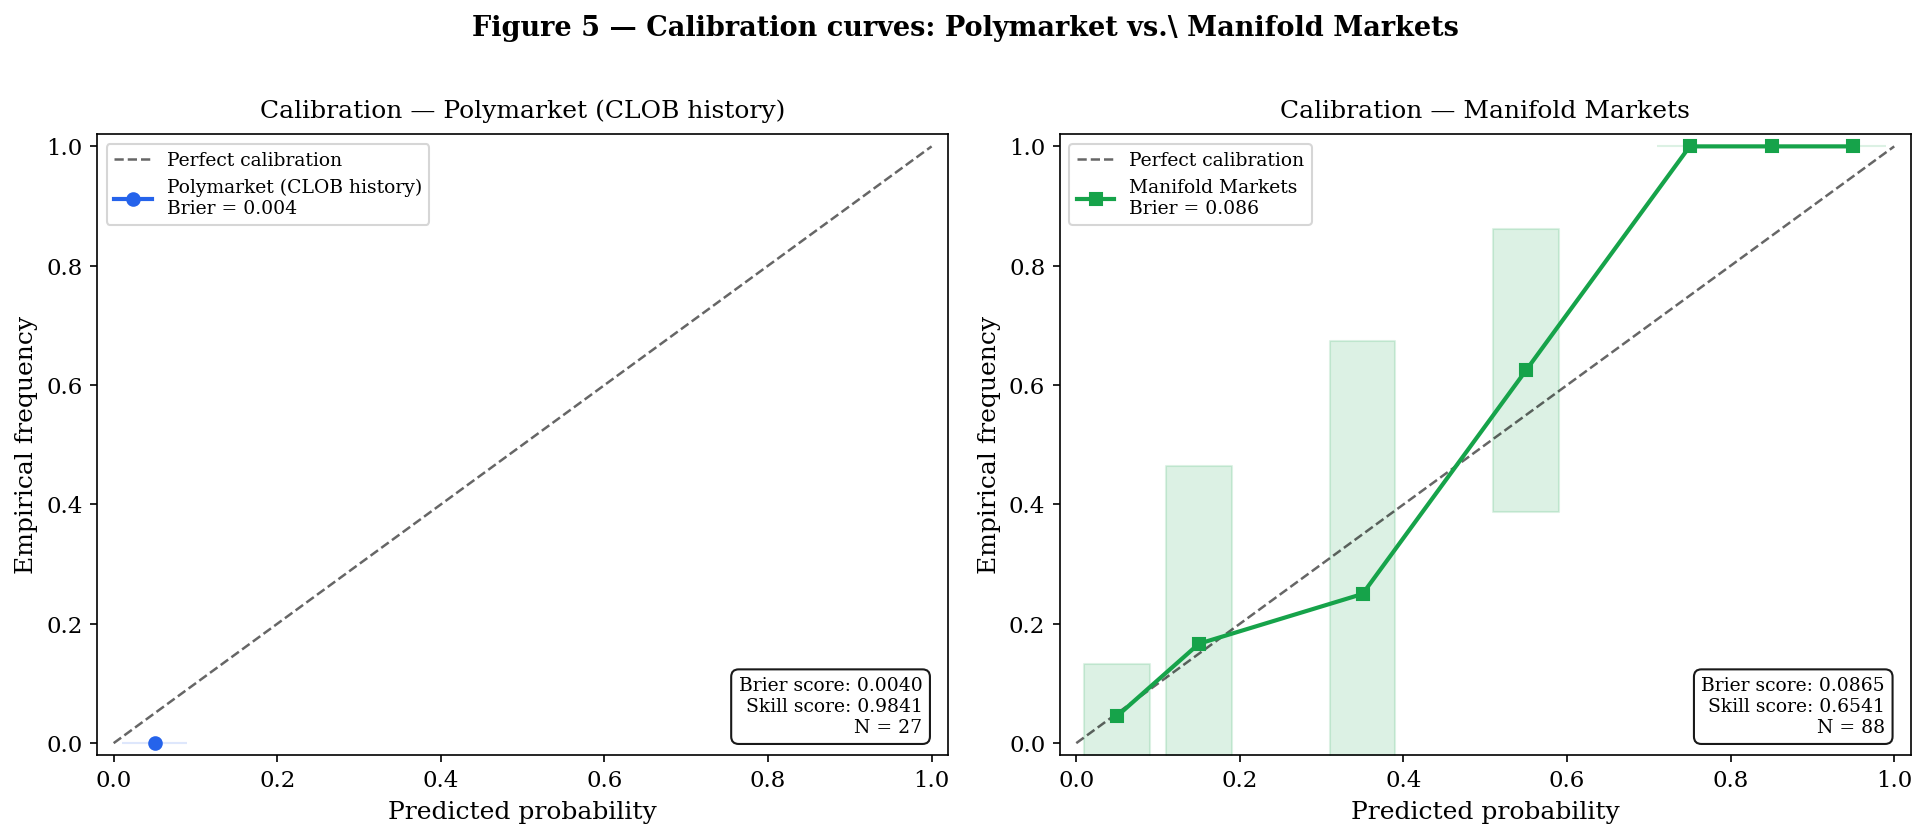 Figure 5 — Calibration curves: Polymarket vs.\ Manifold Markets
Calibration — Polymarket (CLOB history)
1.0
0.8
0.6
0.4
0.2
0.0
Empirical frequency
Perfect calibration
Polymarket (CLOB history)
Brier = 0.004
Brier score: 0.0040
Skill score: 0.9841
N = 27
0.0 0.2 0.4 0.6 0.8 1.0
Predicted probability
Calibration — Manifold Markets
1.0
0.8
0.6
0.4
0.2
0.0
Empirical frequency
Perfect calibration
Manifold Markets
Brier = 0.086
Brier score: 0.0865
Skill score: 0.6541
N = 88
0.0 0.2 0.4 0.6 0.8 1.0
Predicted probability